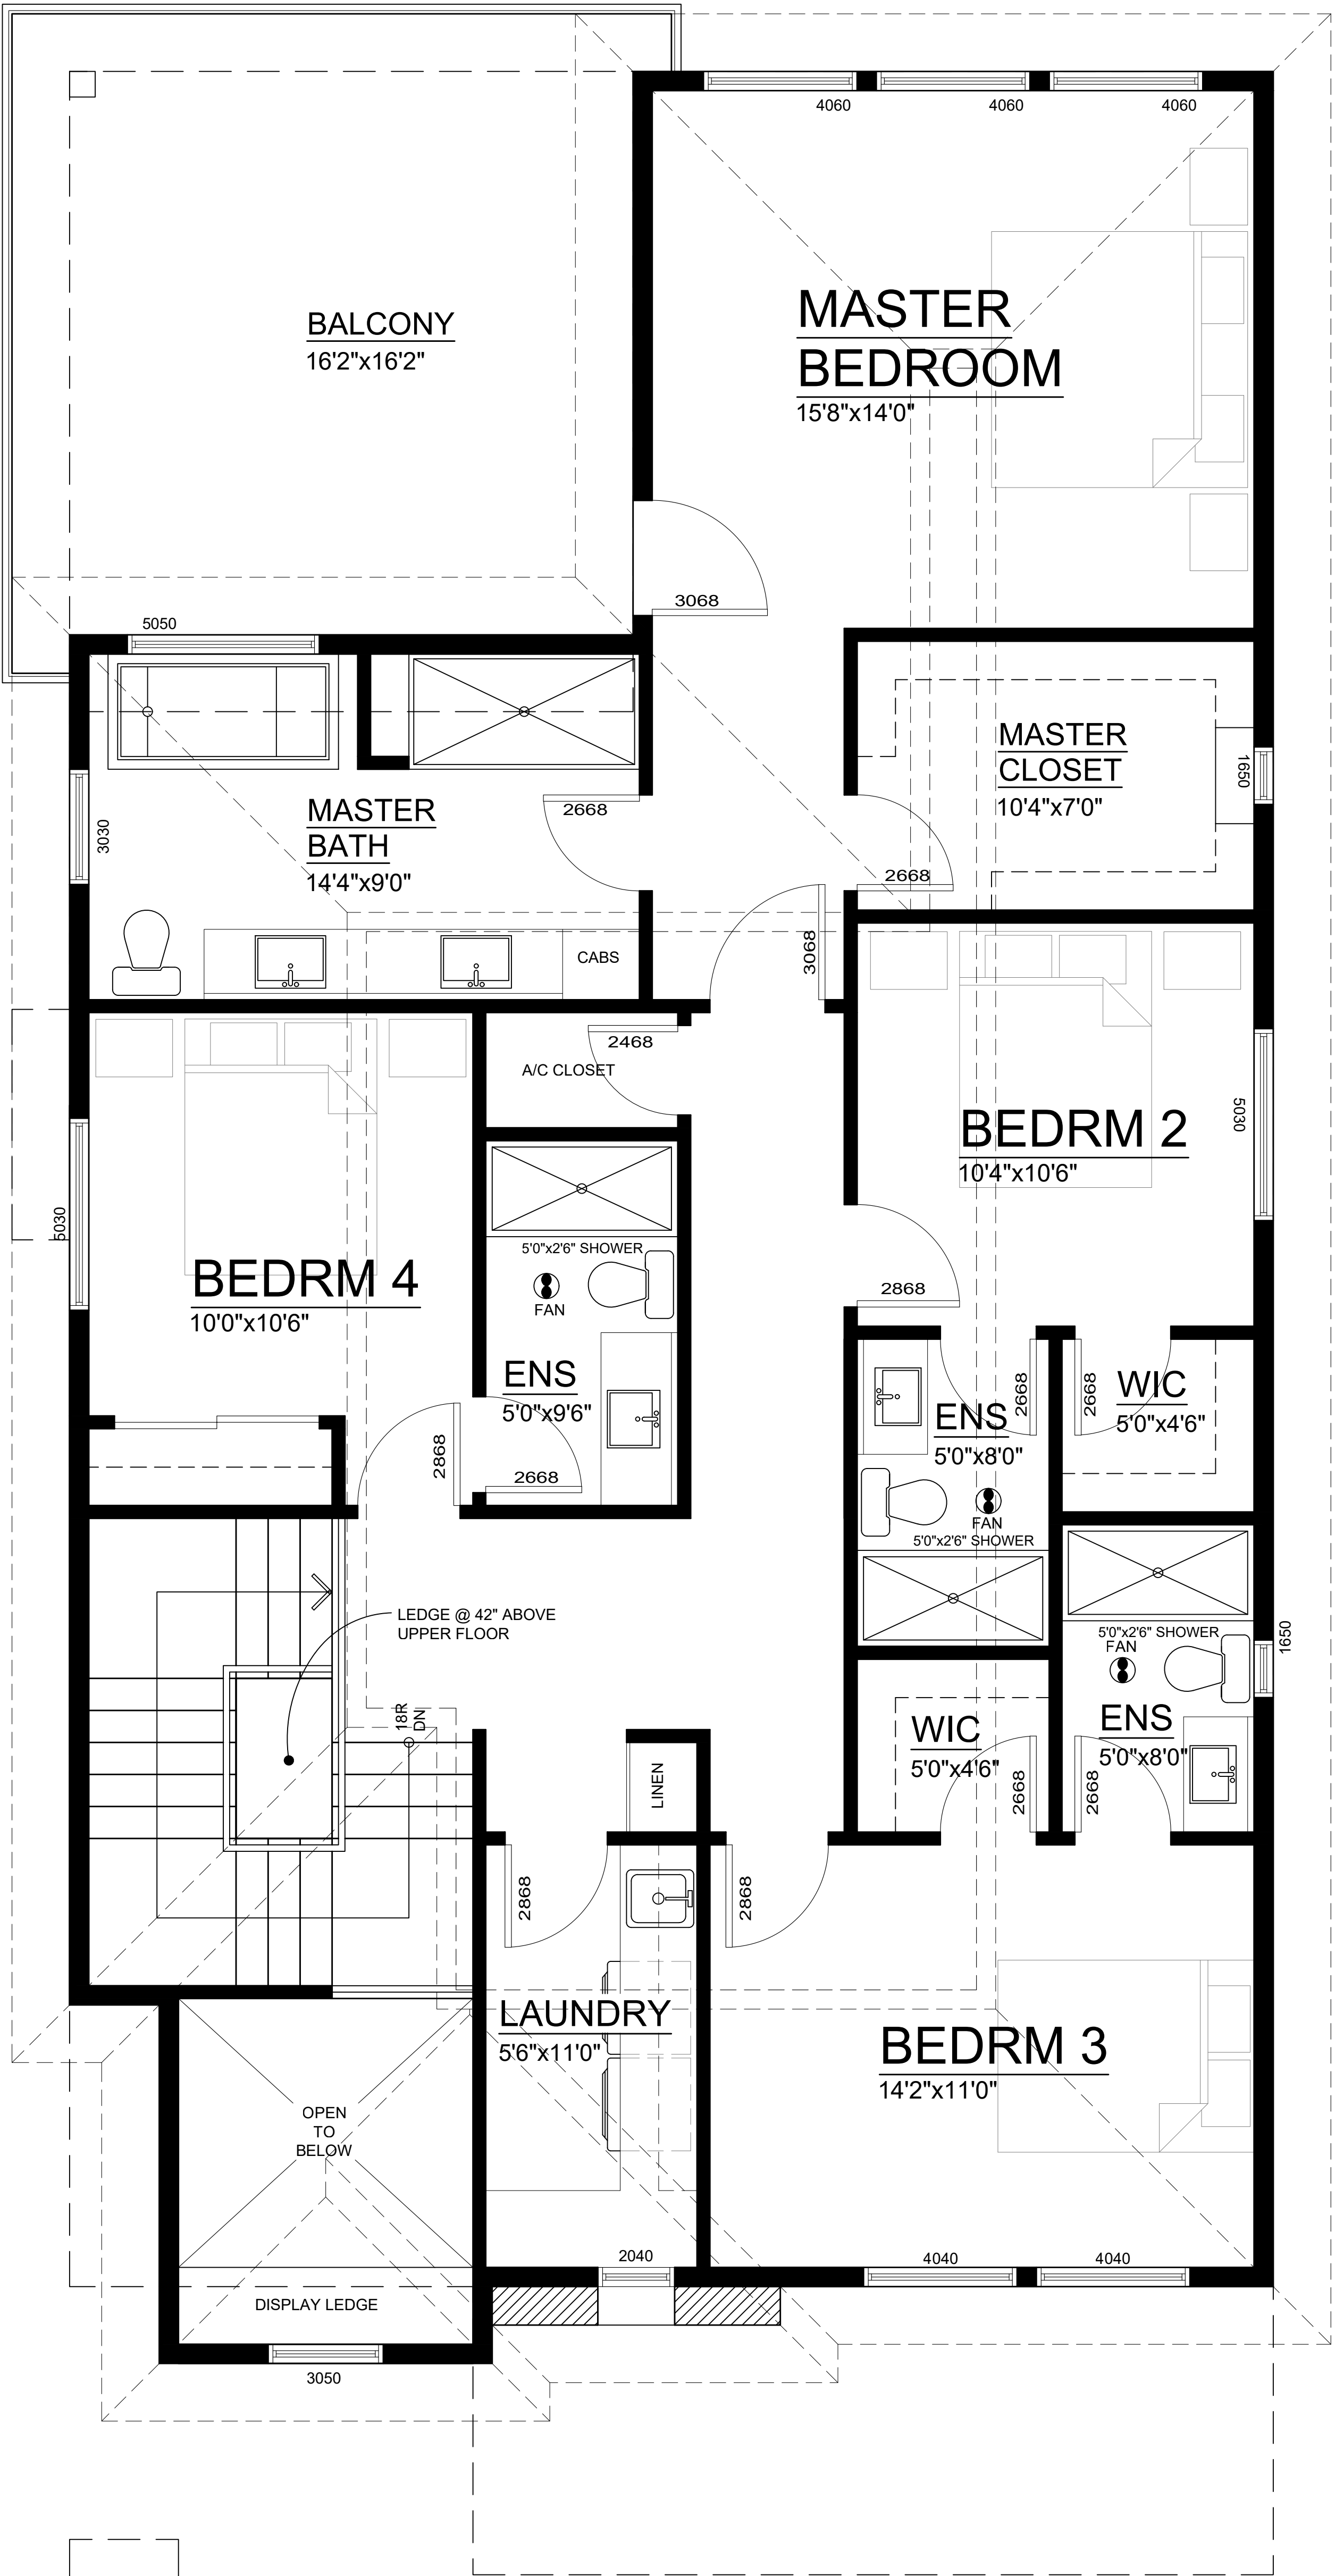 4060
4060
4060
BALCONY
16'2"x16'2"
MASTER
BEDROOM
15'8"x14'0"
3068
5050
MASTER
CLOSET
10'4"x7'0"
1650
MASTER
BATH
14'4"x9'0"
3030
2668
2668
3068
CABS
2468
A/C CLOSET
BEDRM 2
10'4"x10'6"
5030
5030
BEDRM 4
10'0"x10'6"
5'0"x2'6" SHOWER
FAN
ENS
5'0"x9'6"
2868
2868
2668
ENS
5'0"x8'0"
2668
2668
WIC
5'0"x4'6"
FAN
5'0"x2'6" SHOWER
LEDGE @ 42" ABOVE
UPPER FLOOR
18R
DN
5'0"x2'6" SHOWER
FAN
1650
ENS
5'0"x8'0"
WIC
5'0"x4'6"
2668
2668
LINEN
2868
2868
LAUNDRY
5'6"x11'0"
BEDRM 3
14'2"x11'0"
OPEN
TO
BELOW
2040
4040
4040
DISPLAY LEDGE
3050